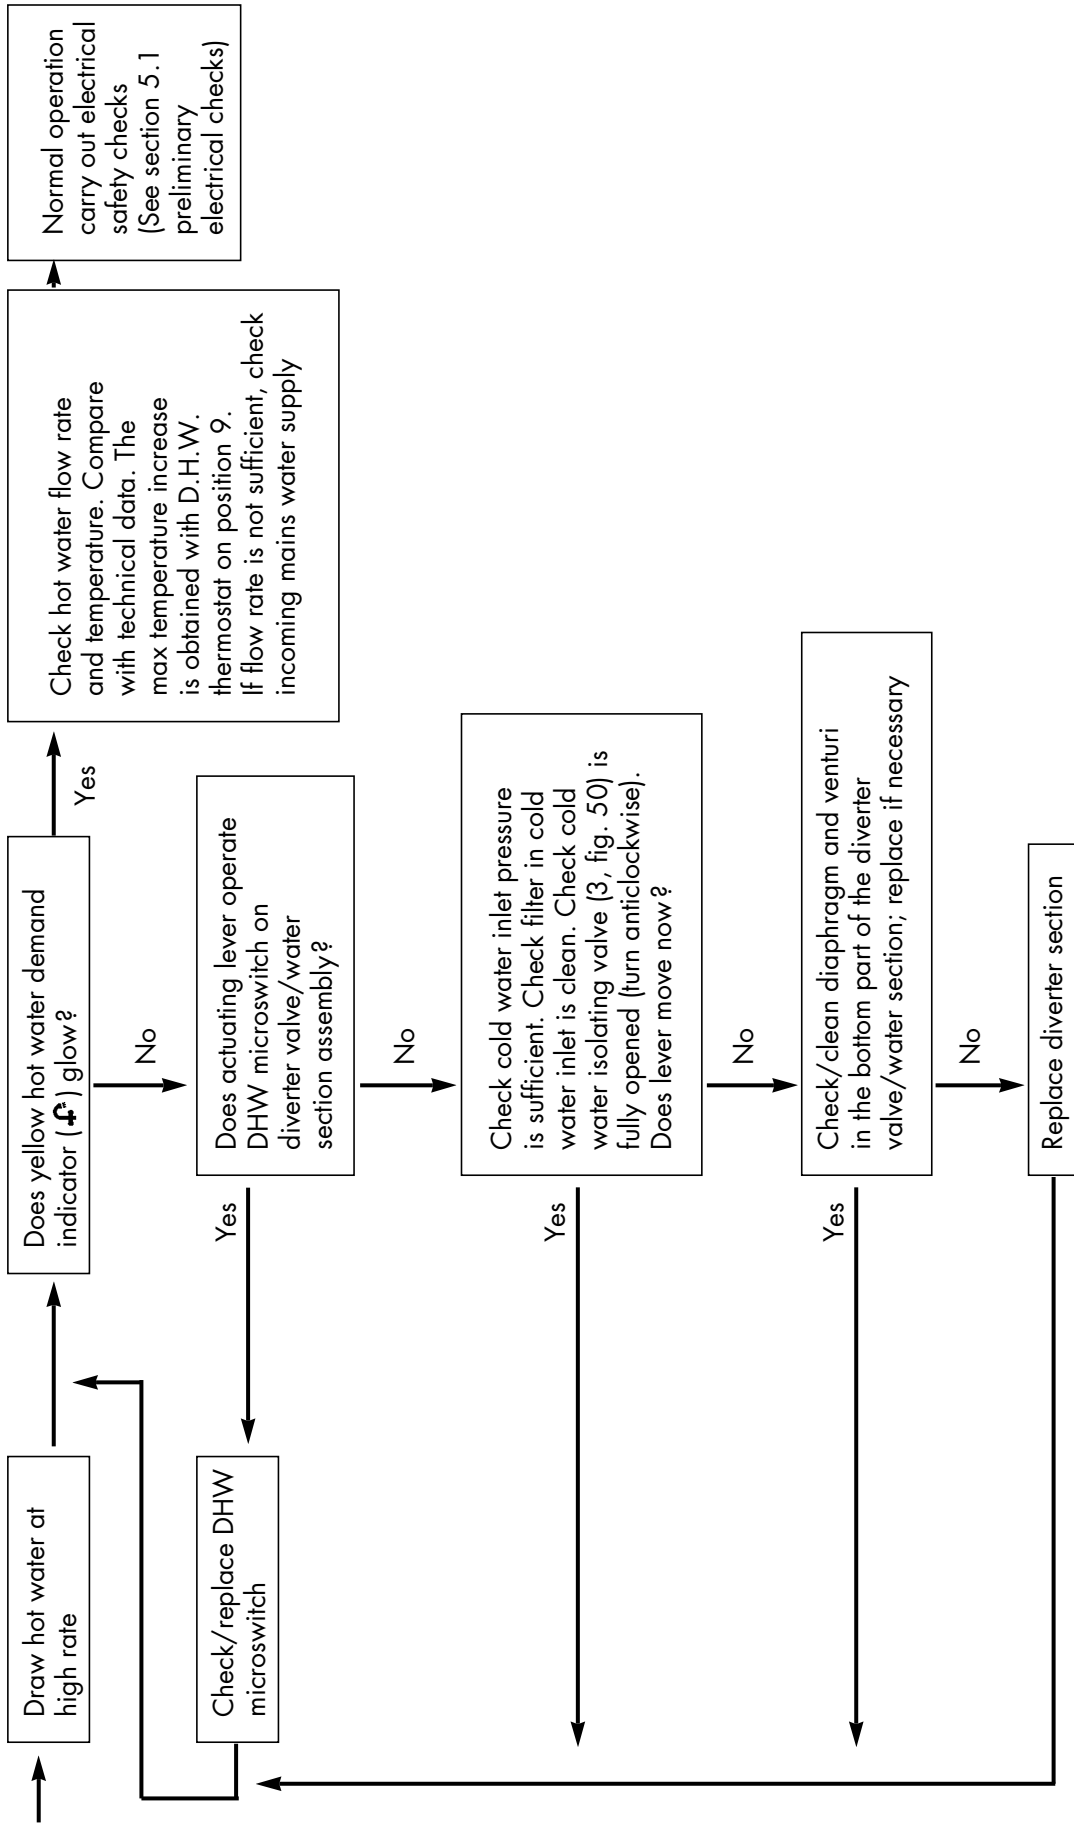 Draw hot water at
high rate
Does yellow hot water demand
indicator ( ) glow?
Yes
Check hot water flow rate
and temperature. Compare
with technical data. The
max temperature increase
is obtained with D.H.W.
thermostat on position 9.
If flow rate is not sufficient, check
incoming mains water supply
Normal operation
carry out electrical
safety checks
(See section 5.1
preliminary
electrical checks)
No
Check/replace DHW
microswitch
Yes
Does actuating lever operate
DHW microswitch on
diverter valve/water
section assembly?
No
Yes
Check cold water inlet pressure
is sufficient. Check filter in cold
water inlet is clean. Check cold
water isolating valve (3, fig. 50) is
fully opened (turn anticlockwise).
Does lever move now?
No
Yes
Check/clean diaphragm and venturi
in the bottom part of the diverter
valve/water section; replace if necessary
No
Replace diverter section